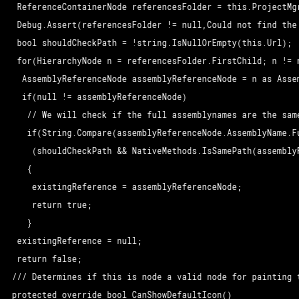 ReferenceContainerNode referencesFolder = this.ProjectMgr
Debug.Assert(referencesFolder != null,Could not find the
bool shouldCheckPath = !string.IsNullOrEmpty(this.Url);
for(HierarchyNode n = referencesFolder.FirstChild; n !=
AssemblyReferenceNode assemblyReferenceNode = n as
if(null != assemblyReferenceNode)
// We will check if the full assemblynames are the same
if(String.Compare(assemblyReferenceNode.AssemblyName.Fu
(shouldCheckPath && NativeMethods.IsSamePath(assemblyR
{
existingReference = assemblyReferenceNode;
return true;
}
existingReference = null;
return false;
/// Determines if this is node a valid node for painting
protected override bool CanShowDefaultIcon()